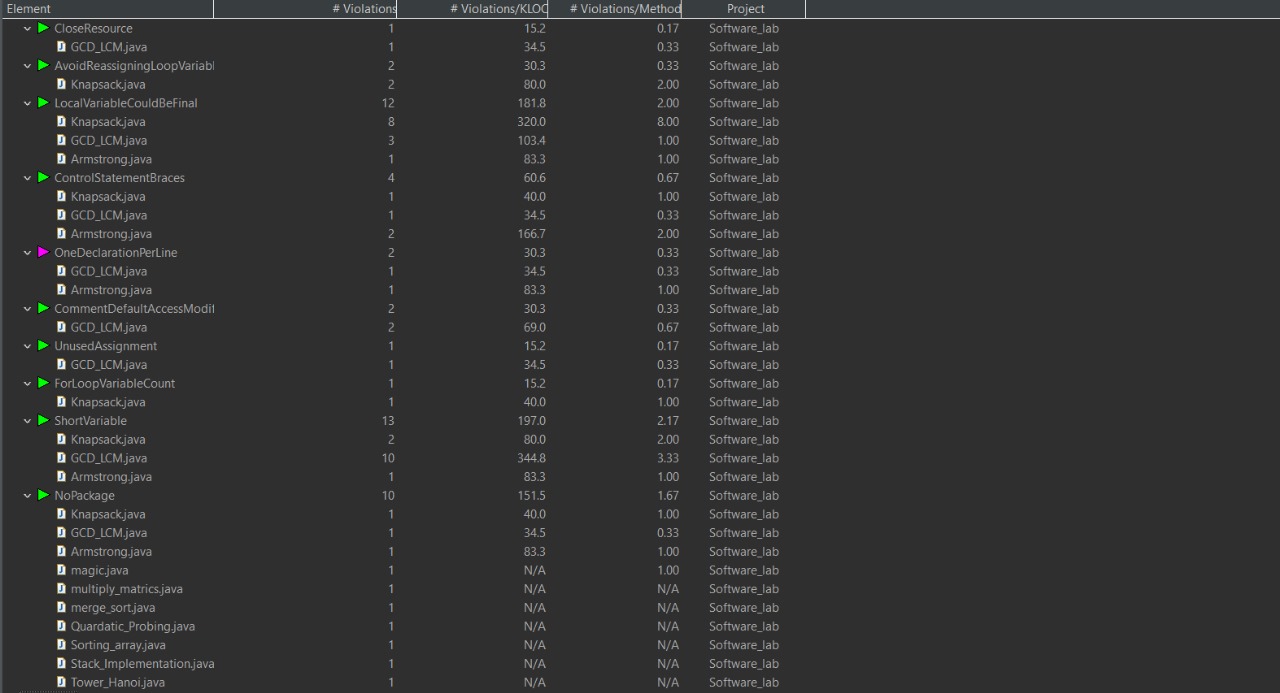 Element # Violations # Violations/KLOC # Violations/Method Project
CloseResource 1 15.2 0.17 Software_lab
GCD_LCM.java 1 34.5 0.33 Software_lab
AvoidReassigningLoopVariabl 2 30.3 0.33 Software_lab
Knapsack.java 2 80.0 2.00 Software_lab
LocalVariableCouldBeFinal 12 181.8 2.00 Software_lab
Knapsack.java 8 320.0 8.00 Software_lab
GCD_LCM.java 3 103.4 1.00 Software_lab
Armstrong.java 1 83.3 1.00 Software_lab
ControlStatementBraces 4 60.6 0.67 Software_lab
Knapsack.java 1 40.0 1.00 Software_lab
GCD_LCM.java 1 34.5 0.33 Software_lab
Armstrong.java 2 166.7 2.00 Software_lab
OneDeclarationPerLine 2 30.3 0.33 Software_lab
GCD_LCM.java 1 34.5 0.33 Software_lab
Armstrong.java 1 83.3 1.00 Software_lab
CommentDefaultAccessModif 2 30.3 0.33 Software_lab
GCD_LCM.java 2 69.0 0.67 Software_lab
UnusedAssignment 1 15.2 0.17 Software_lab
GCD_LCM.java 1 34.5 0.33 Software_lab
ForLoopVariableCount 1 15.2 0.17 Software_lab
Knapsack.java 1 40.0 1.00 Software_lab
ShortVariable 13 197.0 2.17 Software_lab
Knapsack.java 2 80.0 2.00 Software_lab
GCD_LCM.java 10 344.8 3.33 Software_lab
Armstrong.java 1 83.3 1.00 Software_lab
NoPackage 10 151.5 1.67 Software_lab
Knapsack.java 1 40.0 1.00 Software_lab
GCD_LCM.java 1 34.5 0.33 Software_lab
Armstrong.java 1 83.3 1.00 Software_lab
magic.java 1 N/A 1.00 Software_lab
multiply_matrics.java 1 N/A N/A Software_lab
merge_sort.java 1 N/A N/A Software_lab
Quardatic_Probing.java 1 N/A N/A Software_lab
Sorting_array.java 1 N/A N/A Software_lab
Stack_Implementation.java 1 N/A N/A Software_lab
Tower_Hanoi.java 1 N/A N/A Software_lab